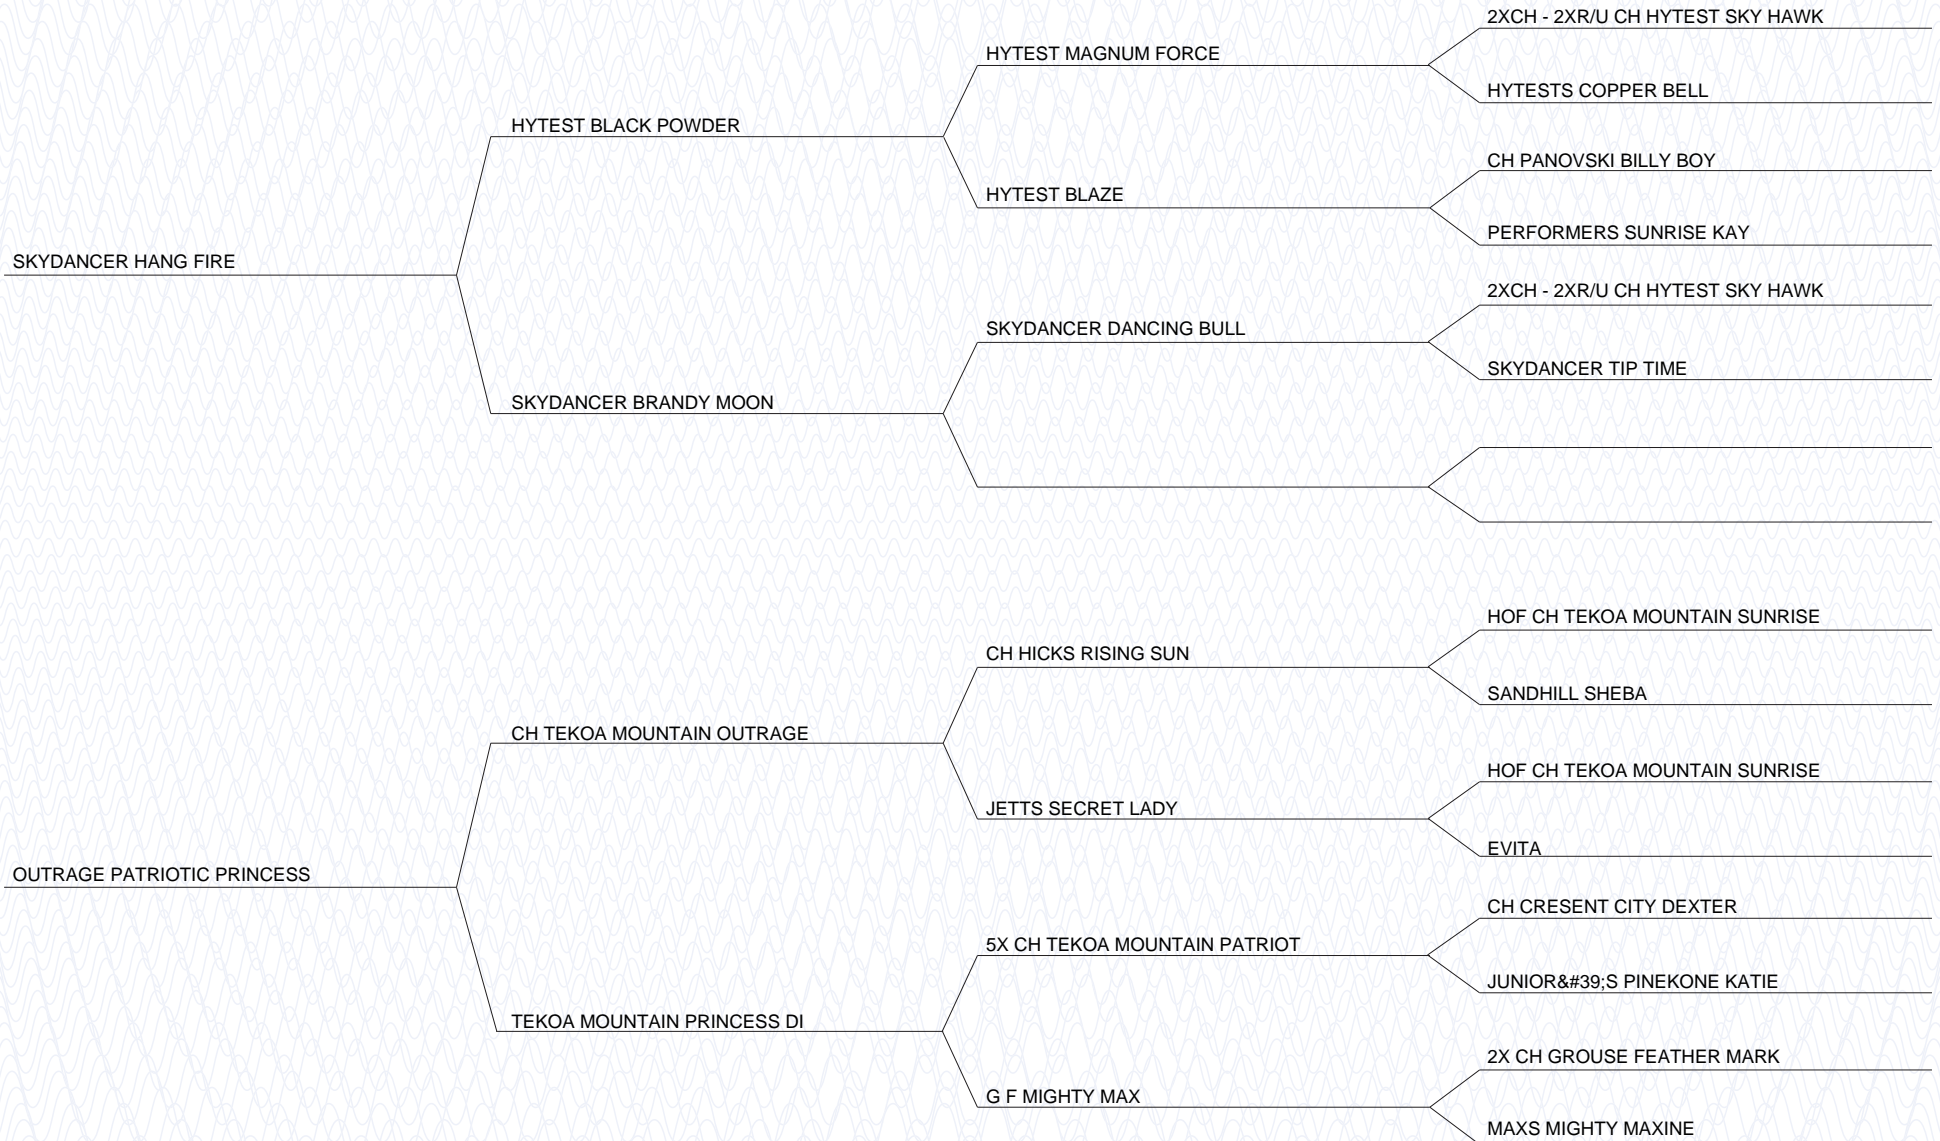 2XCH - 2XR/U CH HYTEST SKY HAWK
HYTEST MAGNUM FORCE
HYTESTS COPPER BELL
HYTEST BLACK POWDER
CH PANOVSKI BILLY BOY
HYTEST BLAZE
PERFORMERS SUNRISE KAY
SKYDANCER HANG FIRE
2XCH - 2XR/U CH HYTEST SKY HAWK
SKYDANCER DANCING BULL
SKYDANCER TIP TIME
SKYDANCER BRANDY MOON
HOF CH TEKOA MOUNTAIN SUNRISE
CH HICKS RISING SUN
SANDHILL SHEBA
CH TEKOA MOUNTAIN OUTRAGE
HOF CH TEKOA MOUNTAIN SUNRISE
JETTS SECRET LADY
EVITA
OUTRAGE PATRIOTIC PRINCESS
CH CRESENT CITY DEXTER
5X CH TEKOA MOUNTAIN PATRIOT
JUNIOR&#39;S PINEKONE KATIE
TEKOA MOUNTAIN PRINCESS DI
2X CH GROUSE FEATHER MARK
G F MIGHTY MAX
MAXS MIGHTY MAXINE